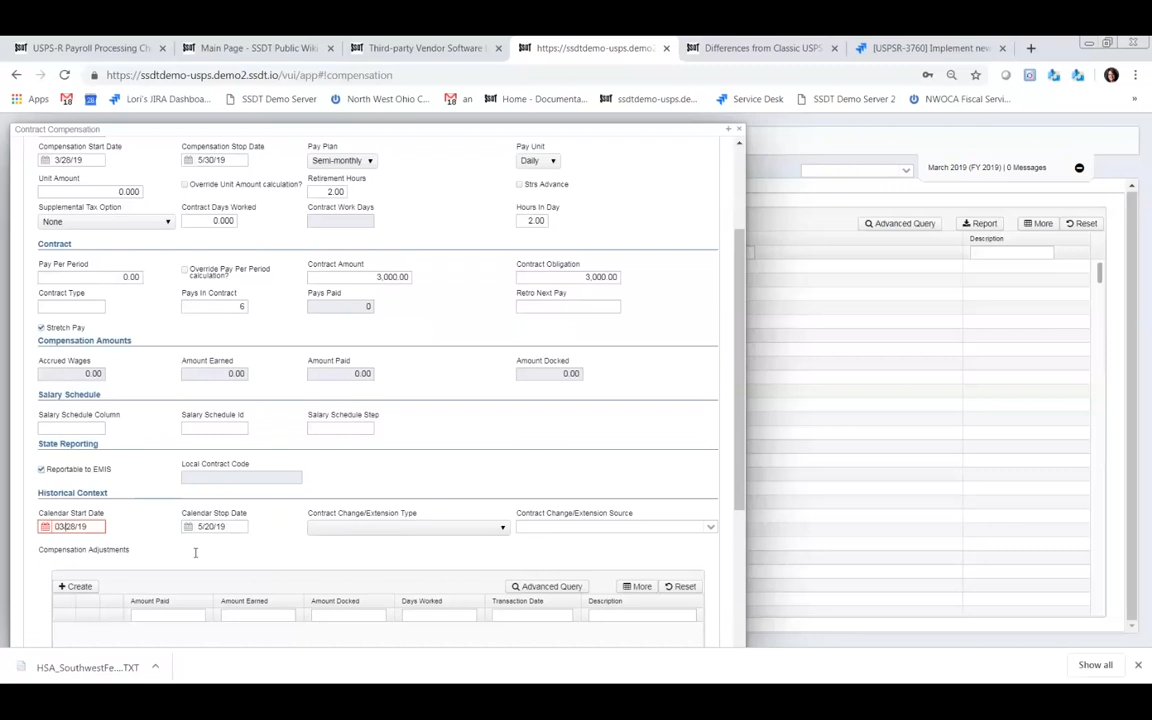 USPS-R Payroll Processing Ch
Main Page - SSDT Public Wiki
Third-party Vendor Software L
https://ssdtdemo-usps.demo2.s
Differences from Classic USPS
[USPSR-3760] Implement new
https://ssdtdemo-usps.demo2.ssdt.io/vui/app#!compensation
Apps
Lori's JIRA Dashboa...
SSDT Demo Server
North West Ohio C...
an
Home - Documenta...
ssdtdemo-usps.de...
Service Desk
SSDT Demo Server 2
NWOCA Fiscal Serv...
Contract Compensation
Compensation Start Date
Compensation Stop Date
Pay Plan
Pay Unit
3/28/19
5/30/19
Semi-monthly
Daily
March 2019 (FY 2019) | 0 Messages
Unit Amount
Override Unit Amount calculation?
Retirement Hours
Strs Advance
0.000
2.00
Supplemental Tax Option
Contract Days Worked
Contract Work Days
Hours In Day
None
0.000
2.00
Advanced Query
Report
More
Reset
Description
Contract
Pay Per Period
Override Pay Per Period calculation?
Contract Amount
Contract Obligation
0.00
3,000.00
3,000.00
Contract Type
Pays In Contract
Pays Paid
Retro Next Pay
6
0
Stretch Pay
Compensation Amounts
Accrued Wages
Amount Earned
Amount Paid
Amount Docked
0.00
0.00
0.00
0.00
Salary Schedule
Salary Schedule Column
Salary Schedule Id
Salary Schedule Step
State Reporting
Reportable to EMIS
Local Contract Code
Historical Context
Calendar Start Date
Calendar Stop Date
Contract Change/Extension Type
Contract Change/Extension Source
03/28/19
5/20/19
Compensation Adjustments
Create
Advanced Query
More
Reset
Amount Paid
Amount Earned
Amount Docked
Days Worked
Transaction Date
Description
HSA_SouthwestFe....TXT
Show all